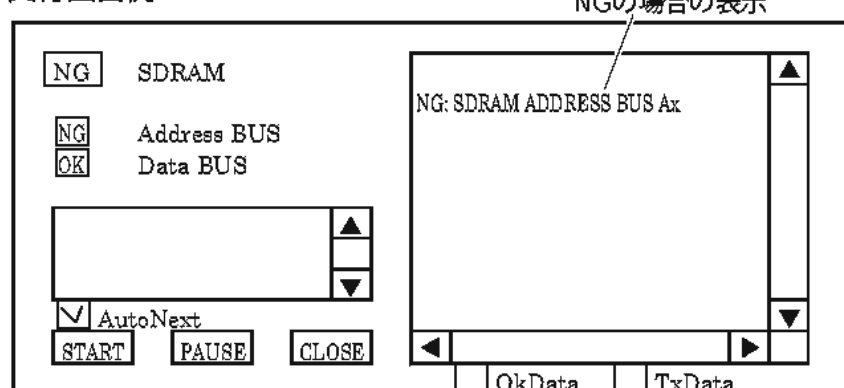 NGの場合の表示
NG SDRAM
NG Address BUS
OK Data BUS
AutoNext
START PAUSE CLOSE
NG: SDRAM ADDRESS BUS Ax
OkData TxData